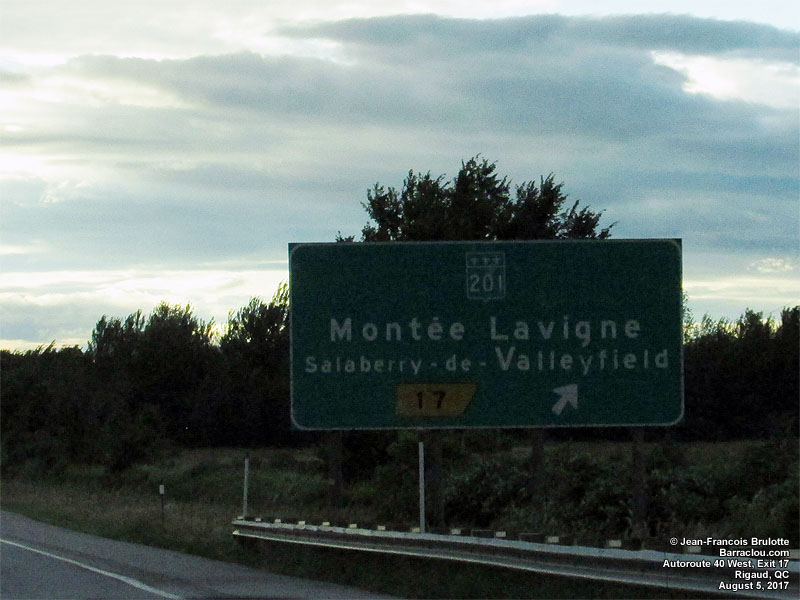 201
Montée Lavigne
Salaberry-de-Valleyfield
17
© Jean-Francois Brulotte
Barraclou.com
Autoroute 40 West, Exit 17
Rigaud, QC
August 5, 2017